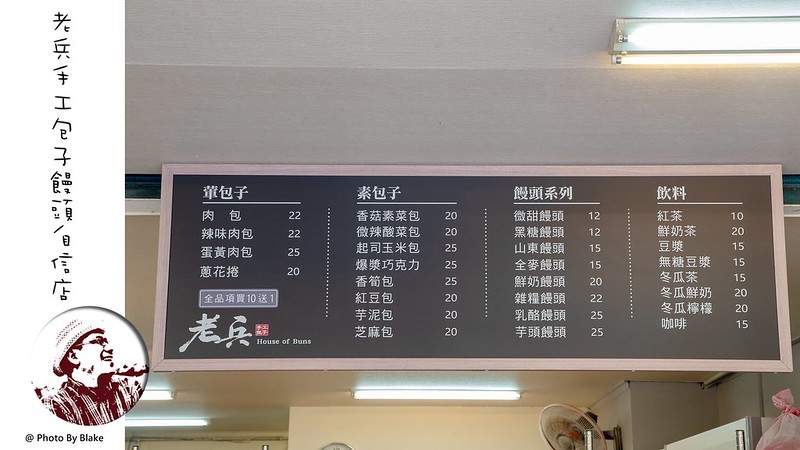 老兵手工包子饅頭/自信店
@ Photo By Blake
葷包子
肉 包 22
辣味肉包 22
蛋黃肉包 25
蔥花捲 20
全品項買10送1
老兵 手工包子
House of Buns
素包子
香菇素菜包 20
微辣酸菜包 20
起司玉米包 25
爆漿巧克力 25
香筍包 25
紅豆包 20
芋泥包 20
芝麻包 20
饅頭系列
微甜饅頭 12
黑糖饅頭 12
山東饅頭 15
全麥饅頭 15
鮮奶饅頭 20
雜糧饅頭 22
乳酪饅頭 25
芋頭饅頭 25
飲料
紅茶 10
鮮奶茶 20
豆漿 15
無糖豆漿 15
冬瓜茶 15
冬瓜鮮奶 20
冬瓜檸檬 20
咖啡 15